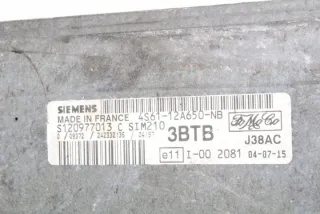 SIEMENS
MADE IN FRANCE 4S61-12A650-NB
S120977013 C SIM210
3BTB
FoMoCo
J38AC
e11 I-00 2081 04-07-15